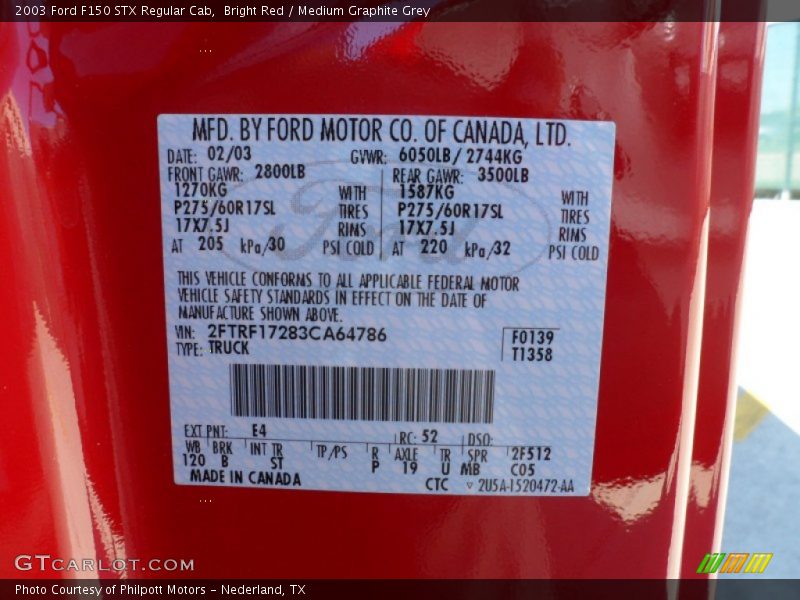 2003 Ford F150 STX Regular Cab,  Bright Red / Medium Graphite Grey
MFD. BY FORD MOTOR CO. OF CANADA, LTD.
DATE: 02/03 GVWR: 6050LB/ 2744KG
FRONT GAWR: 2800LB REAR GAWR: 3500LB
1270KG WITH 1587KG WITH
P275/60R17SL TIRES P275/60R17SL TIRES
17X7.5J RIMS 17X7.5J RIMS
AT 205 kPa/30 PSI COLD AT 220 kPa/32 PSI COLD
THIS VEHICLE CONFORMS TO ALL APPLICABLE FEDERAL MOTOR
VEHICLE SAFETY STANDARDS IN EFFECT ON THE DATE OF
MANUFACTURE SHOWN ABOVE.
VIN: 2FTRF17283CA64786 F0139
TYPE: TRUCK T1358
EXT PNT: E4 RC: 52 DSO:
WB BRK INT TR TP/PS R AXLE TR SPR 2F512
120 B ST P 19 U MB C05
MADE IN CANADA
CTC ▽ 2U5A-1520472-AA
GTCARLOT.COM
Photo Courtesy of Philpott Motors - Nederland, TX